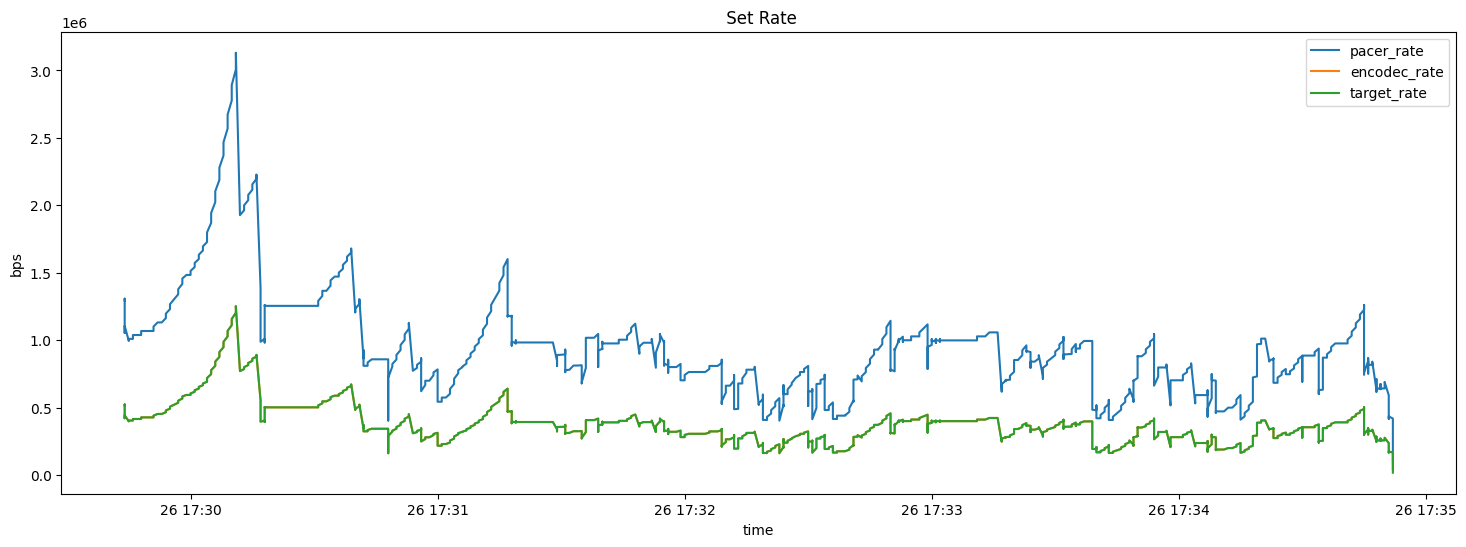 Set Rate
1e6
pacer_rate
encodec_rate
target_rate
3.0
2.5
2.0
1.5
1.0
0.5
0.0
bps
26 17:30
26 17:31
26 17:32
26 17:33
26 17:34
26 17:35
time